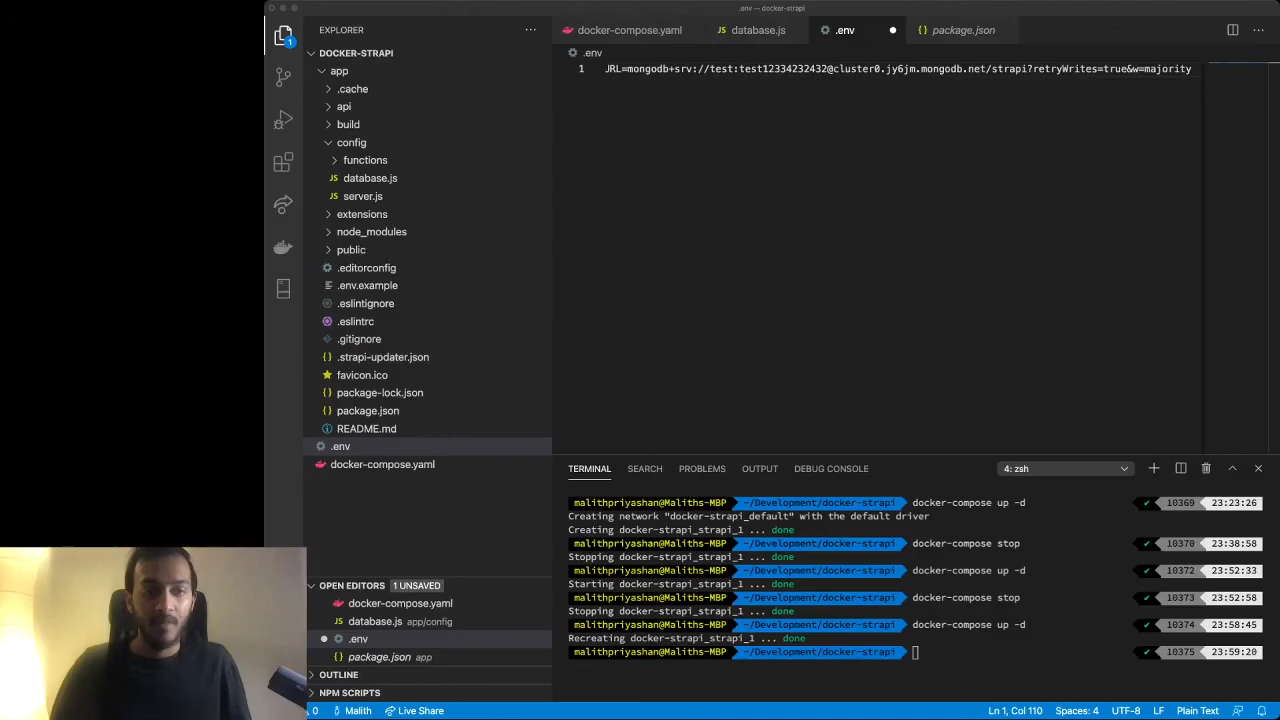 .env — docker-strapi
EXPLORER
docker-compose.yaml
database.js
.env
package.json
DOCKER-STRAPI
.env
app
1 JRL=mongodb+srv://test:test12334232432@cluster0.jy6jm.mongodb.net/strapi?retryWrites=true&w=majority
.cache
api
build
config
functions
database.js
server.js
extensions
node_modules
public
.editorconfig
.env.example
.eslintignore
.eslintrc
.gitignore
.strapi-updater.json
favicon.ico
package-lock.json
package.json
README.md
.env
docker-compose.yaml
TERMINAL SEARCH PROBLEMS OUTPUT DEBUG CONSOLE 4: zsh
malithpriyashan@Maliths-MBP ~/Development/docker-strapi docker-compose up -d ✔ 10369 23:23:26
Creating network "docker-strapi_default" with the default driver
Creating docker-strapi_strapi_1 ... done
malithpriyashan@Maliths-MBP ~/Development/docker-strapi docker-compose stop ✔ 10370 23:38:58
Stopping docker-strapi_strapi_1 ... done
malithpriyashan@Maliths-MBP ~/Development/docker-strapi docker-compose up -d ✔ 10372 23:52:33
Starting docker-strapi_strapi_1 ... done
malithpriyashan@Maliths-MBP ~/Development/docker-strapi docker-compose stop ✔ 10373 23:52:58
Stopping docker-strapi_strapi_1 ... done
malithpriyashan@Maliths-MBP ~/Development/docker-strapi docker-compose up -d ✔ 10374 23:58:45
Recreating docker-strapi_strapi_1 ... done
malithpriyashan@Maliths-MBP ~/Development/docker-strapi ✔ 10375 23:59:20
OPEN EDITORS 1 UNSAVED
docker-compose.yaml
database.js app/config
.env
package.json app
OUTLINE
NPM SCRIPTS
0 Malith Live Share Ln 1, Col 110 Spaces: 4 UTF-8 LF Plain Text